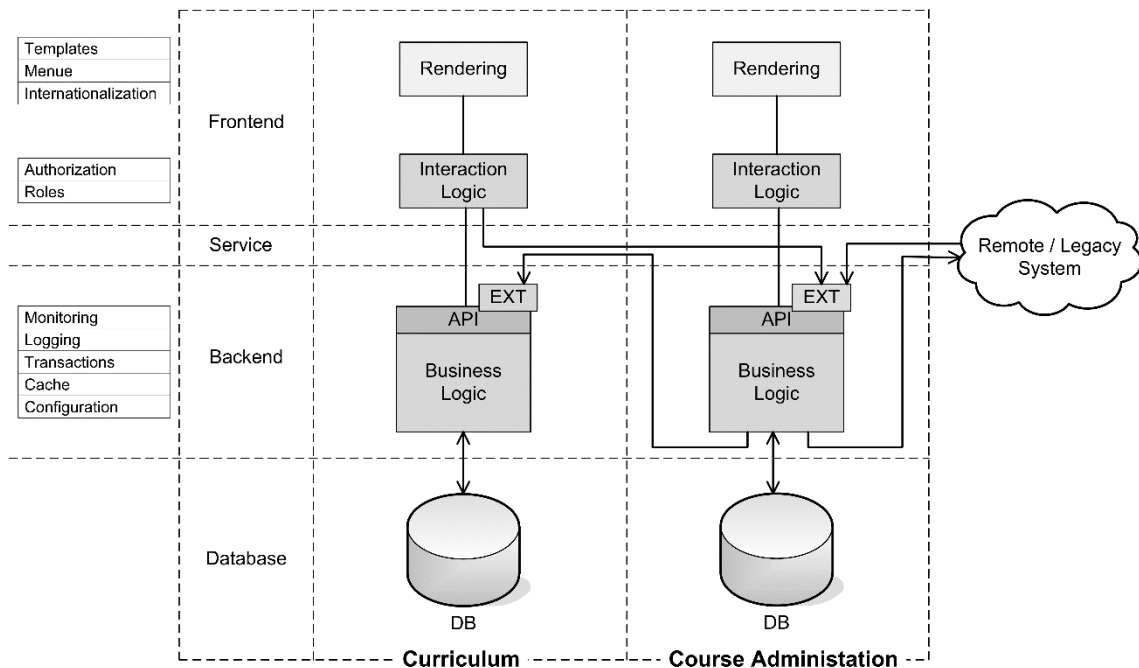 Templates
Menue
Internationalization
Authorization
Roles
Monitoring
Logging
Transactions
Cache
Configuration
Frontend
Service
Backend
Database
Rendering
Interaction
Logic
EXT
API
Business
Logic
DB
Curriculum
Rendering
Interaction
Logic
EXT
API
Business
Logic
DB
Course Administation
Remote / Legacy
System